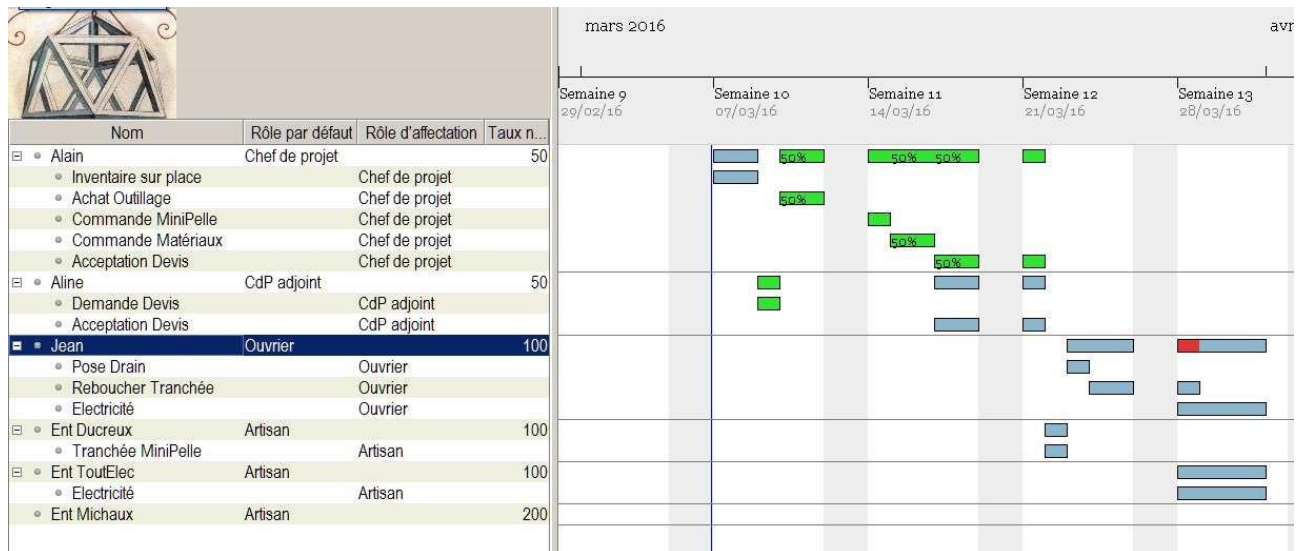 mars 2016 avr
Semaine 9 Semaine 10 Semaine 11 Semaine 12 Semaine 13
29/02/16 07/03/16 14/03/16 21/03/16 28/03/16
Nom Rôle par défaut Rôle d'affectation Taux n...
Alain Chef de projet 50 50% 50% 50%
Inventaire sur place Chef de projet
Achat Outillage Chef de projet 50%
Commande MiniPelle Chef de projet
Commande Matériaux Chef de projet 50%
Acceptation Devis Chef de projet 50%
Aline CdP adjoint 50
Demande Devis CdP adjoint
Acceptation Devis CdP adjoint
Jean Ouvrier 100
Pose Drain Ouvrier
Reboucher Tranchée Ouvrier
Electricité Ouvrier
Ent Ducreux Artisan 100
Tranchée MiniPelle Artisan
Ent ToutElec Artisan 100
Electricité Artisan
Ent Michaux Artisan 200